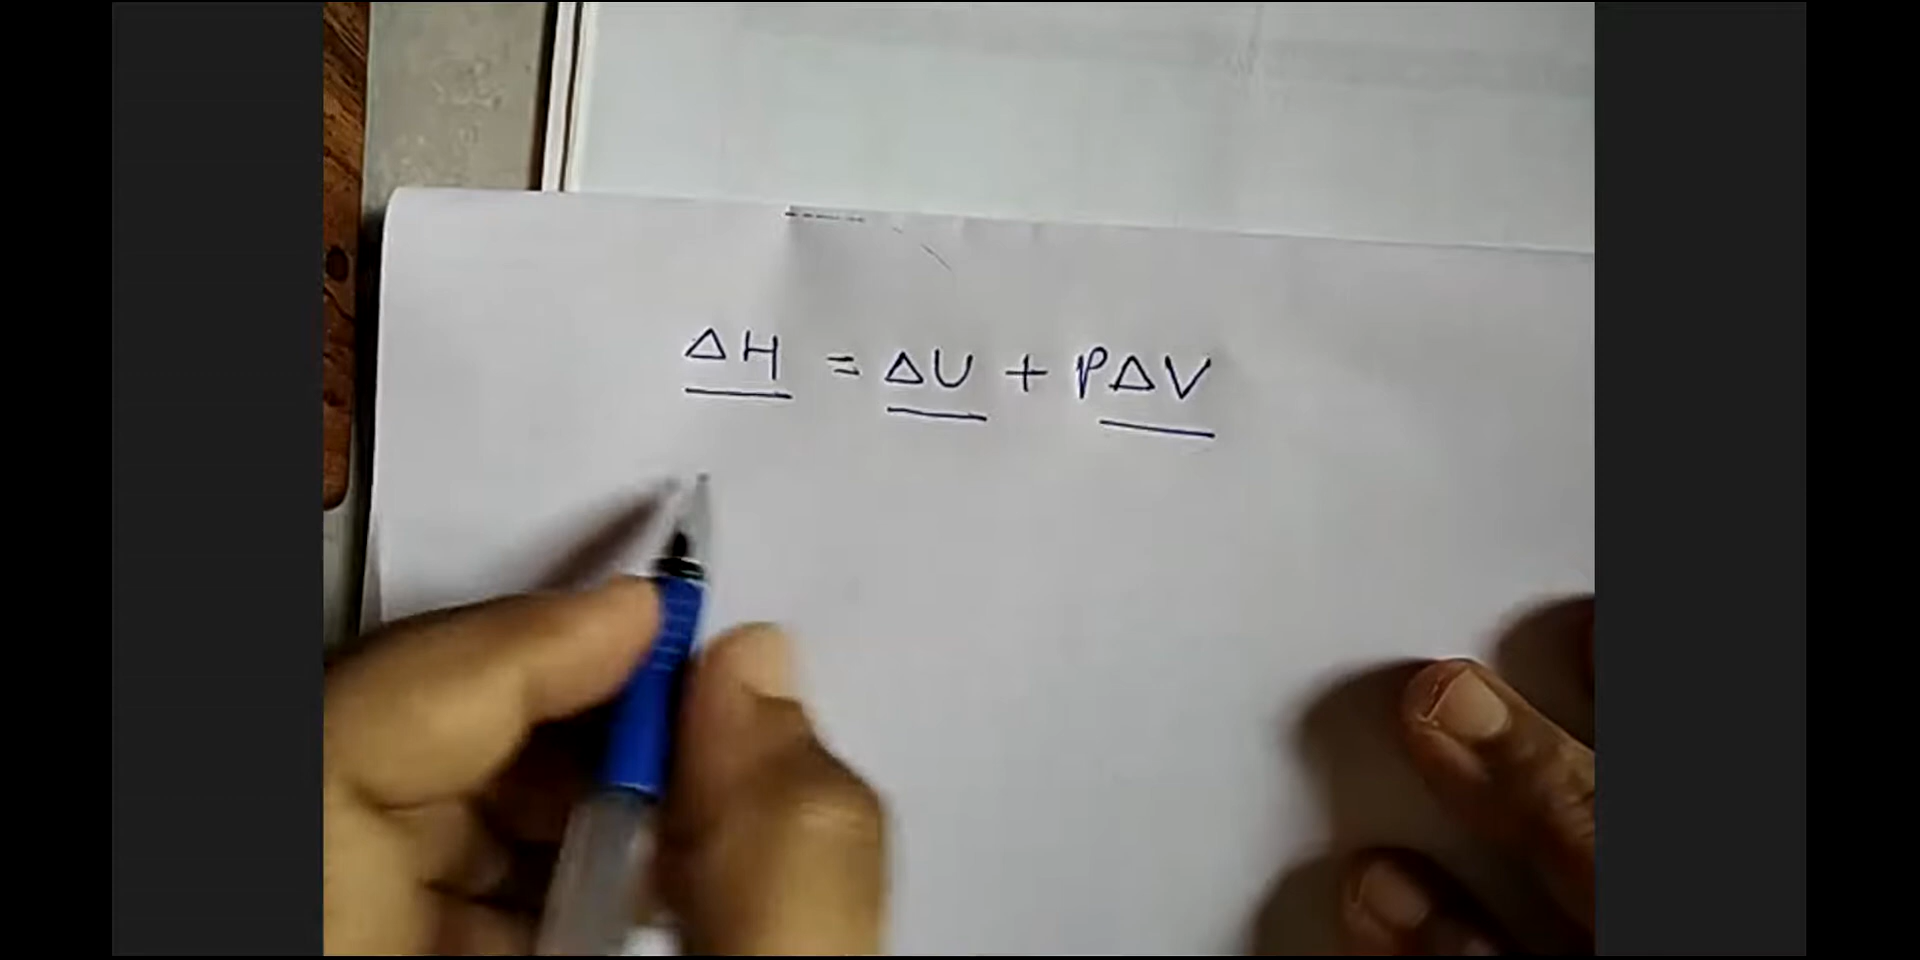 ΔH = ΔU + PΔV